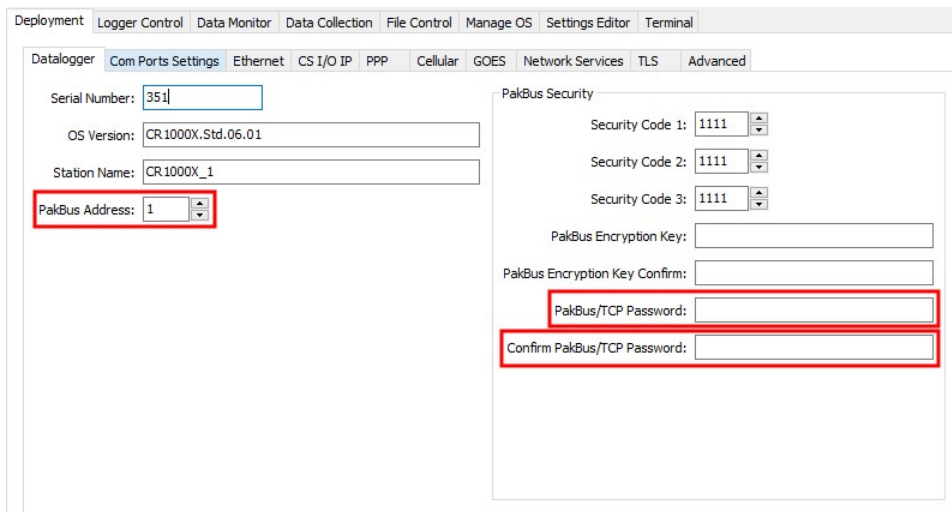 Deployment Logger Control Data Monitor Data Collection File Control Manage OS Settings Editor Terminal
Datalogger Com Ports Settings Ethernet CS I/O IP PPP Cellular GOES Network Services TLS Advanced
Serial Number: 351
OS Version: CR1000X.Std.06.01
Station Name: CR1000X_1
PakBus Address: 1
PakBus Security
Security Code 1: 1111
Security Code 2: 1111
Security Code 3: 1111
PakBus Encryption Key:
PakBus Encryption Key Confirm:
PakBus/TCP Password:
Confirm PakBus/TCP Password: